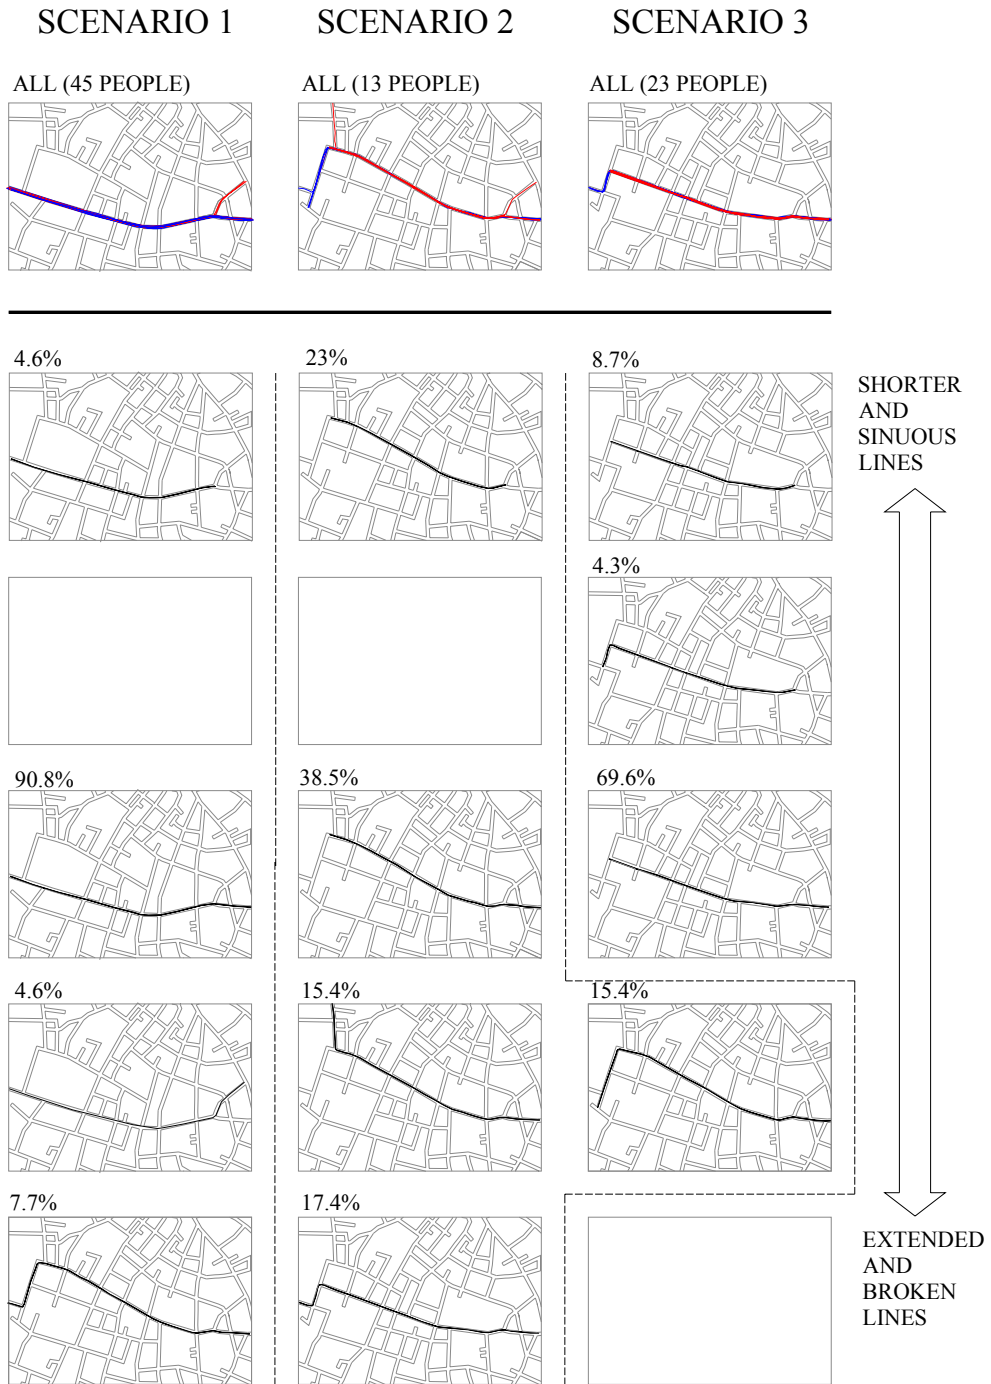 SCENARIO 1
SCENARIO 2
SCENARIO 3
ALL (45 PEOPLE)
ALL (13 PEOPLE)
ALL (23 PEOPLE)
4.6%
23%
8.7%
SHORTER
AND
SINUOUS
LINES
4.3%
90.8%
38.5%
69.6%
4.6%
15.4%
15.4%
7.7%
17.4%
EXTENDED
AND
BROKEN
LINES